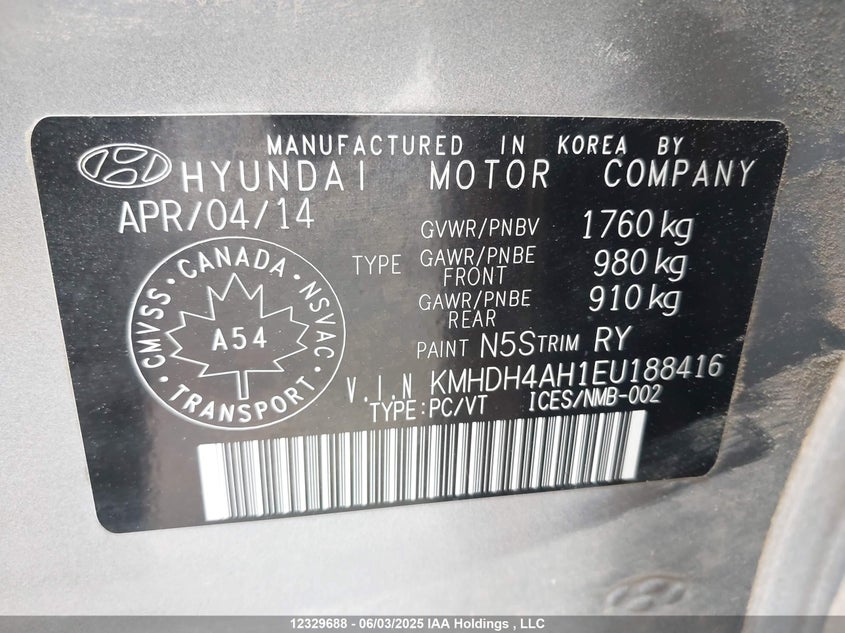 MANUFACTURED IN KOREA BY
HYUNDAI MOTOR COMPANY
APR/04/14
GVWR/PNBV 1760 kg
TYPE GAWR/PNBE FRONT 980 kg
GAWR/PNBE REAR 910 kg
CANADA
CMVSS · NSVAC
A54
TRANSPORT
PAINT N5S TRIM RY
V.I.N KMHDH4AH1EU188416
TYPE:PC/VT ICES/NMB-002
12329688 - 06/03/2025 IAA Holdings , LLC